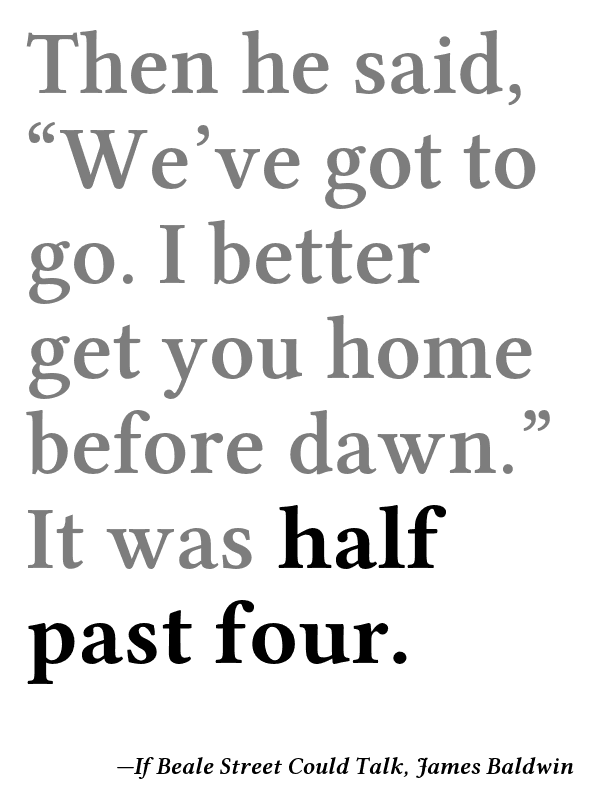 Then he said,
“We’ve got to
go. I better
get you home
before dawn.”
It was half
past four.
—If Beale Street Could Talk, James Baldwin